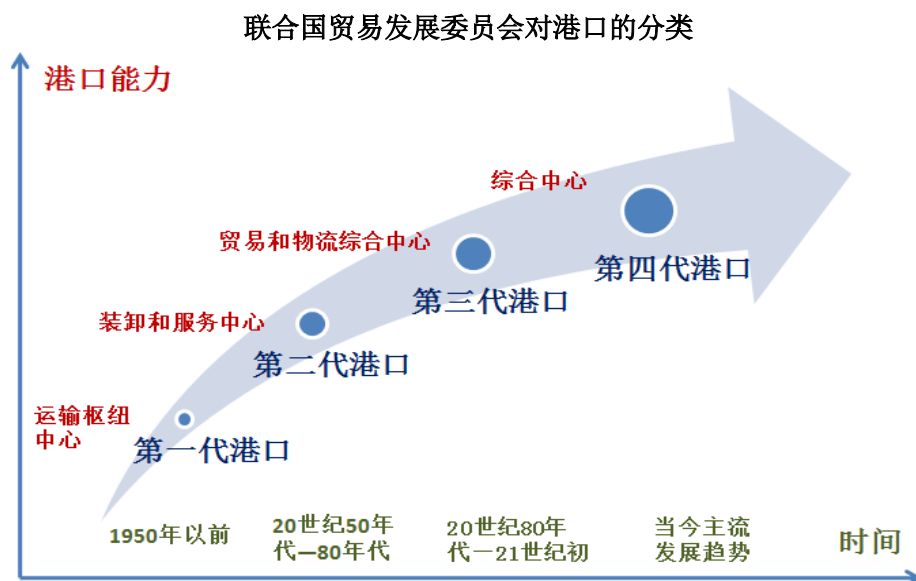 联合国贸易发展委员会对港口的分类
港口能力
综合中心
贸易和物流综合中心
第四代港口
第三代港口
装卸和服务中心
第二代港口
运输枢纽
中心
第一代港口
1950年以前
20世纪50年
代—80年代
20世纪80年
代一21世纪初
当今主流
发展趋势
时间